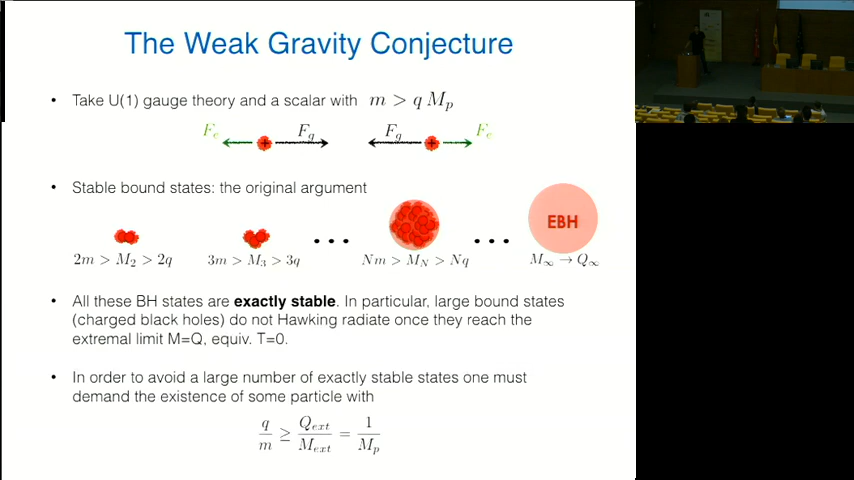 The Weak Gravity Conjecture
• Take U(1) gauge theory and a scalar with m > q M_p
F_e F_g F_g F_e
• Stable bound states: the original argument
EBH
2m > M_2 > 2q 3m > M_3 > 3q Nm > M_N > Nq M_∞ → Q_∞
• All these BH states are exactly stable. In particular, large bound states
(charged black holes) do not Hawking radiate once they reach the
extremal limit M=Q, equiv. T=0.
• In order to avoid a large number of exactly stable states one must
demand the existence of some particle with
q/m ≥ Q_ext/M_ext = 1/M_p